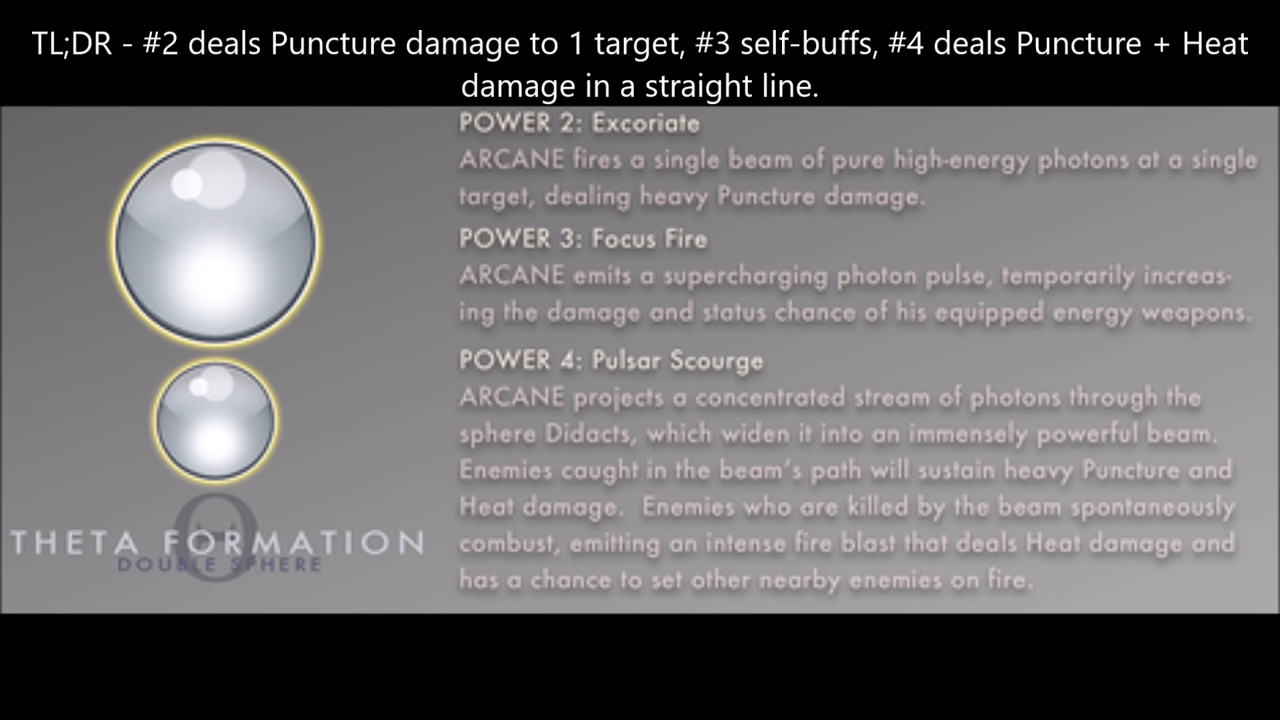 TL;DR - #2 deals Puncture damage to 1 target, #3 self-buffs, #4 deals Puncture + Heat
damage in a straight line.
POWER 2: Excoriate
ARCANE fires a single beam of pure high-energy photons at a single
target, dealing heavy Puncture damage.
POWER 3: Focus Fire
ARCANE emits a supercharging photon pulse, temporarily increas-
ing the damage and status chance of his equipped energy weapons.
POWER 4: Pulsar Scourge
ARCANE projects a concentrated stream of photons through the
sphere Didacts, which widen it into an immensely powerful beam.
Enemies caught in the beam's path will sustain heavy Puncture and
Heat damage. Enemies who are killed by the beam spontaneously
combust, emitting an intense fire blast that deals Heat damage and
has a chance to set other nearby enemies on fire.
Θ
THETA FORMATION
DOUBLE SPHERE